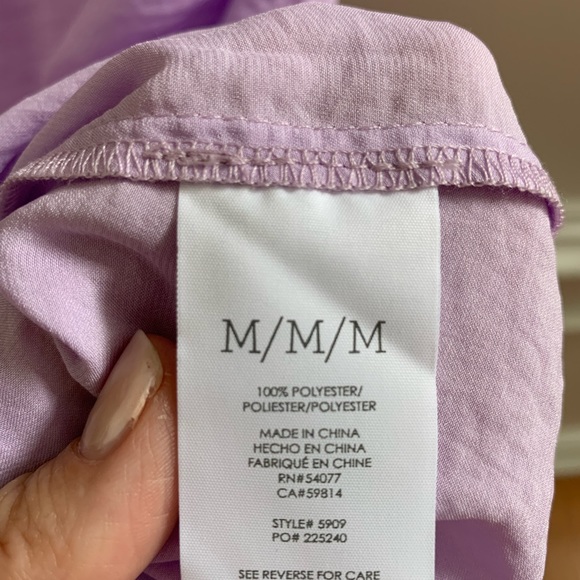 M/M/M
100% POLYESTER/
POLIESTER/POLYESTER
MADE IN CHINA
HECHO EN CHINA
FABRIQUÉ EN CHINE
RN#54077
CA#59814
STYLE# 5909
PO# 225240
SEE REVERSE FOR CARE